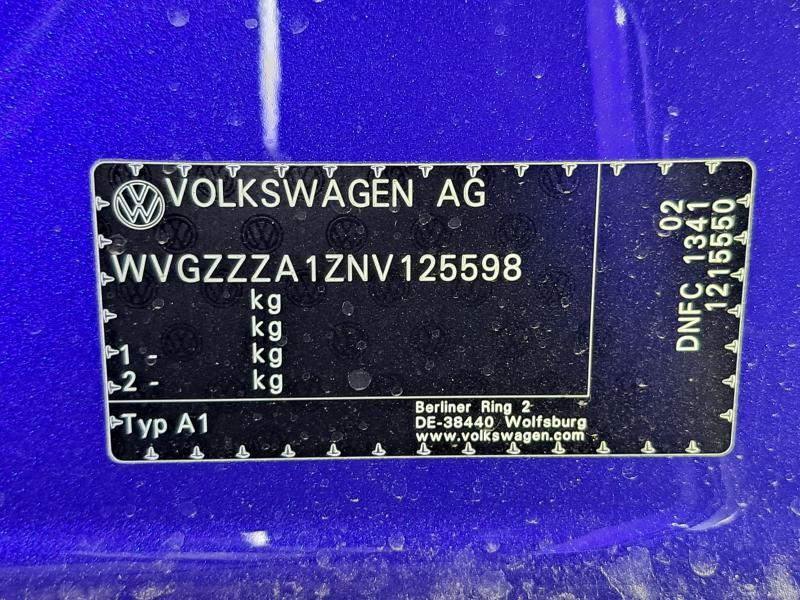 VOLKSWAGEN AG
WVGZZZA1ZNV125598
kg
kg
1 - kg
2 - kg
Typ A1
Berliner Ring 2
DE-38440 Wolfsburg
www.volkswagen.com
02
DNFC 1341
1215550